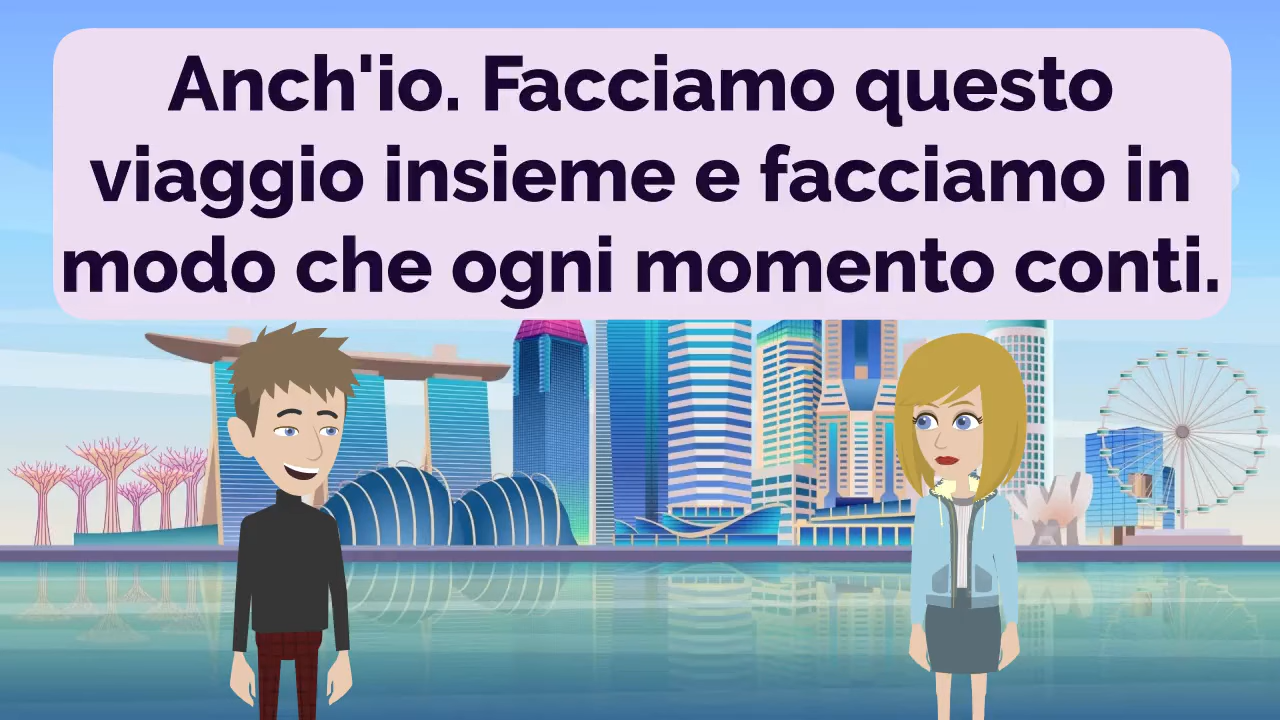 Anch'io. Facciamo questo
viaggio insieme e facciamo in
modo che ogni momento conti.